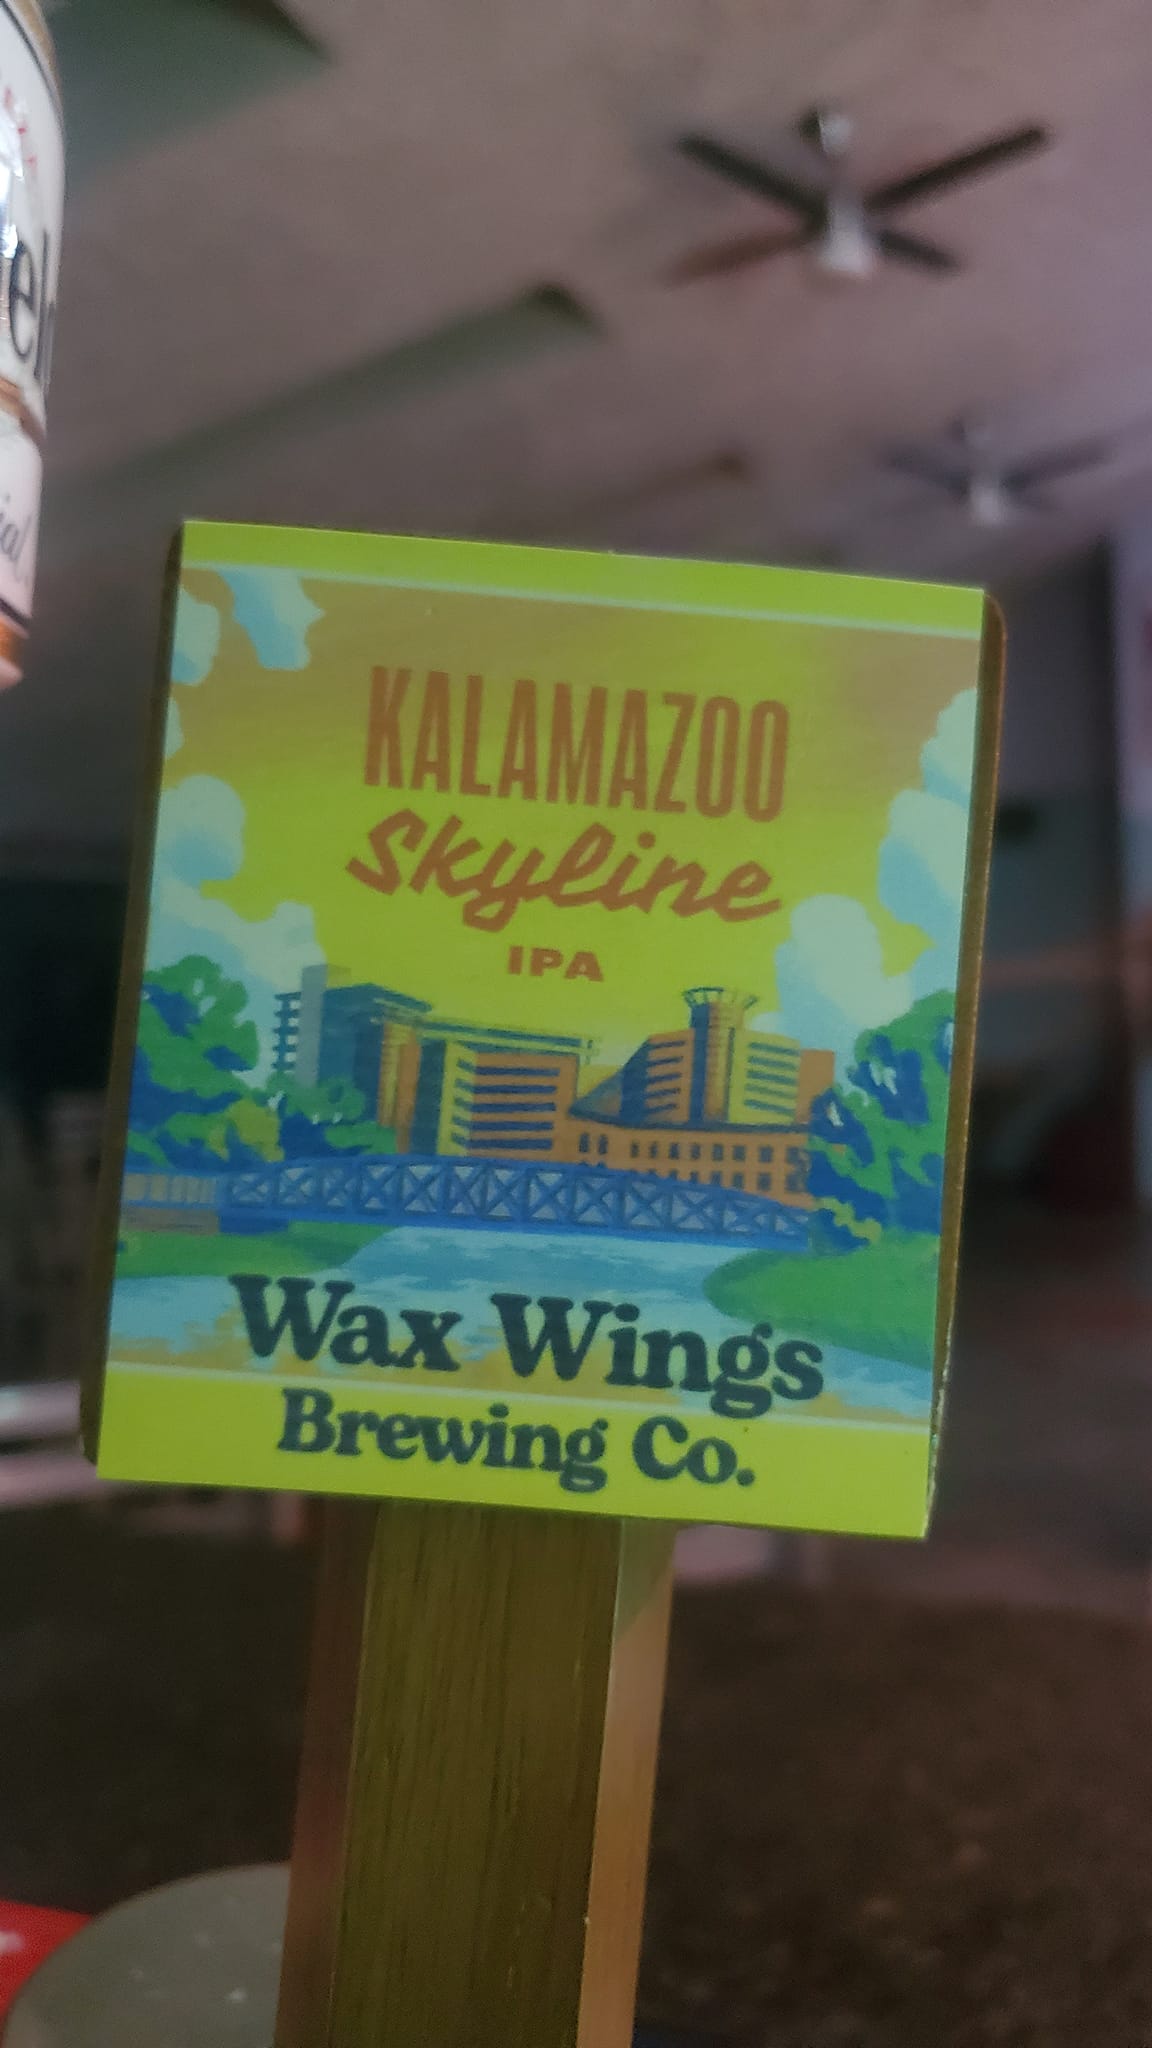 KALAMAZOO
Skyline
IPA
Wax Wings
Brewing Co.